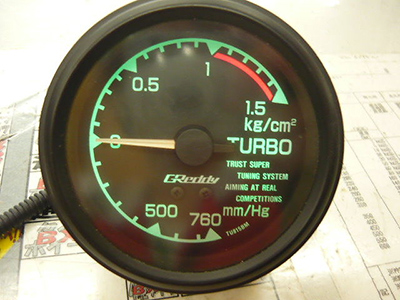 1
0.5
1.5
kg/cm²
0
TURBO
TRUST SUPER
TUNING SYSTEM
AIMING AT REAL
COMPETITIONS
GReddy
500
760
mm/Hg